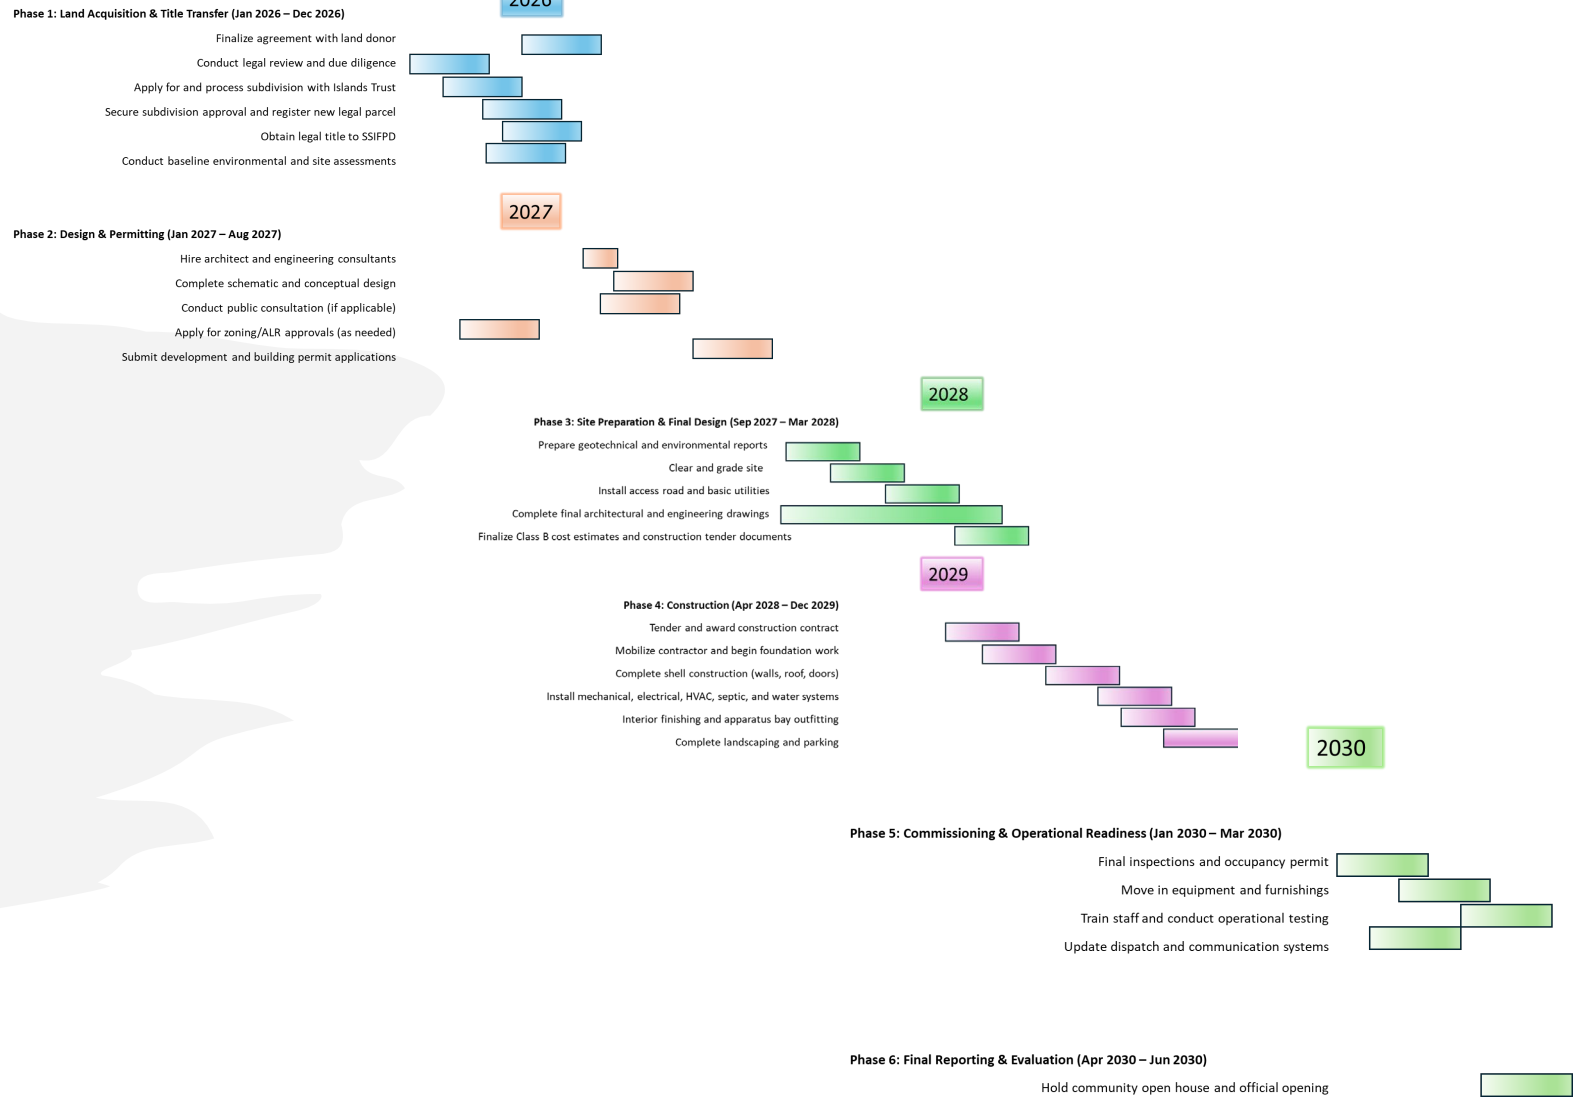 2026
Phase 1: Land Acquisition & Title Transfer (Jan 2026 – Dec 2026)
Finalize agreement with land donor
Conduct legal review and due diligence
Apply for and process subdivision with Islands Trust
Secure subdivision approval and register new legal parcel
Obtain legal title to SSIFPD
Conduct baseline environmental and site assessments
2027
Phase 2: Design & Permitting (Jan 2027 – Aug 2027)
Hire architect and engineering consultants
Complete schematic and conceptual design
Conduct public consultation (if applicable)
Apply for zoning/ALR approvals (as needed)
Submit development and building permit applications
2028
Phase 3: Site Preparation & Final Design (Sep 2027 – Mar 2028)
Prepare geotechnical and environmental reports
Clear and grade site
Install access road and basic utilities
Complete final architectural and engineering drawings
Finalize Class B cost estimates and construction tender documents
2029
Phase 4: Construction (Apr 2028 – Dec 2029)
Tender and award construction contract
Mobilize contractor and begin foundation work
Complete shell construction (walls, roof, doors)
Install mechanical, electrical, HVAC, septic, and water systems
Interior finishing and apparatus bay outfitting
Complete landscaping and parking
2030
Phase 5: Commissioning & Operational Readiness (Jan 2030 – Mar 2030)
Final inspections and occupancy permit
Move in equipment and furnishings
Train staff and conduct operational testing
Update dispatch and communication systems
Phase 6: Final Reporting & Evaluation (Apr 2030 – Jun 2030)
Hold community open house and official opening